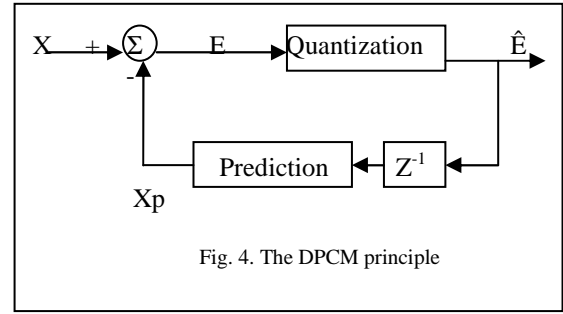 X + Σ E Quantization Ê
-
Prediction Z⁻¹
Xp
Fig. 4. The DPCM principle